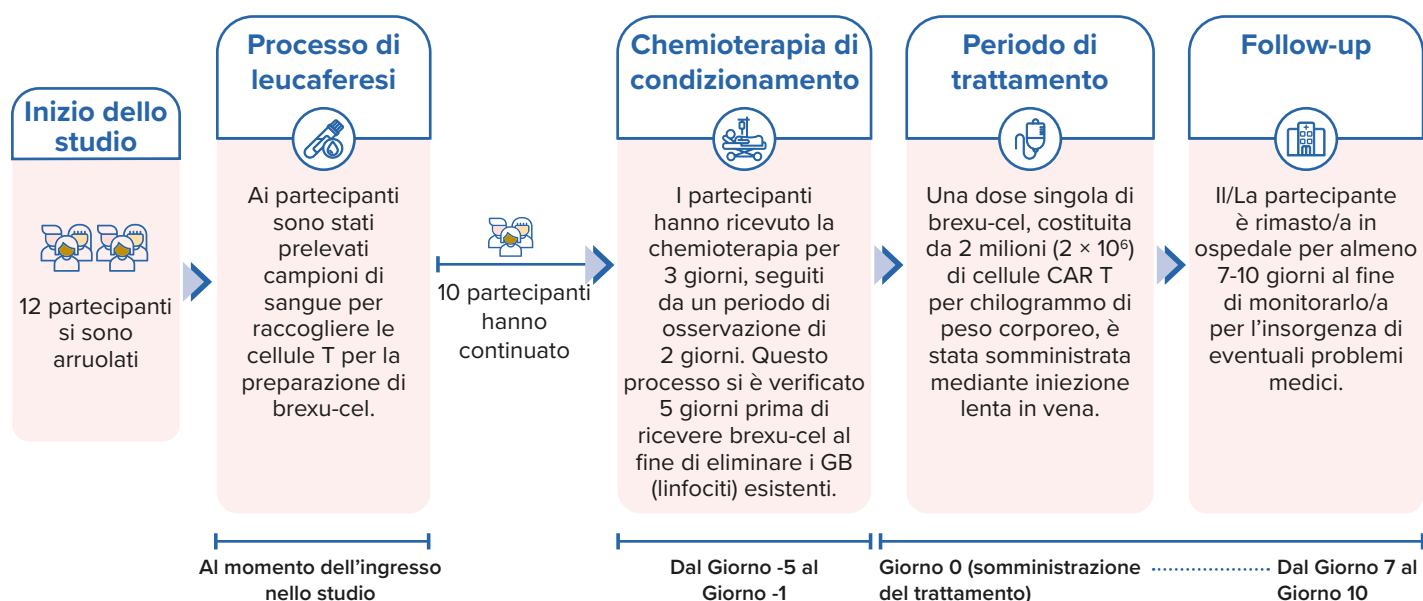 Inizio dello
studio
12 partecipanti
si sono
arruolati
Processo di
leucaferesi
Ai partecipanti
sono stati
prelevati
campioni di
sangue per
raccogliere le
cellule T per la
preparazione di
brexu-cel.
10 partecipanti
hanno
continuato
Chemioterapia di
condizionamento
I partecipanti
hanno ricevuto la
chemioterapia per
3 giorni, seguiti
da un periodo di
osservazione di
2 giorni. Questo
processo si è verificato
5 giorni prima di
ricevere brexu-cel al
fine di eliminare i GB
(linfociti) esistenti.
Periodo di
trattamento
Una dose singola di
brexu-cel, costituita
da 2 milioni (2 × 10⁶)
di cellule CAR T
per chilogrammo di
peso corporeo, è
stata somministrata
mediante iniezione
lenta in vena.
Follow-up
Il/La partecipante
è rimasto/a in
ospedale per almeno
7-10 giorni al fine
di monitorarlo/a
per l’insorgenza di
eventuali problemi
medici.
Al momento dell’ingresso
nello studio
Dal Giorno -5 al
Giorno -1
Giorno 0 (somministrazione
del trattamento)
Dal Giorno 7 al
Giorno 10